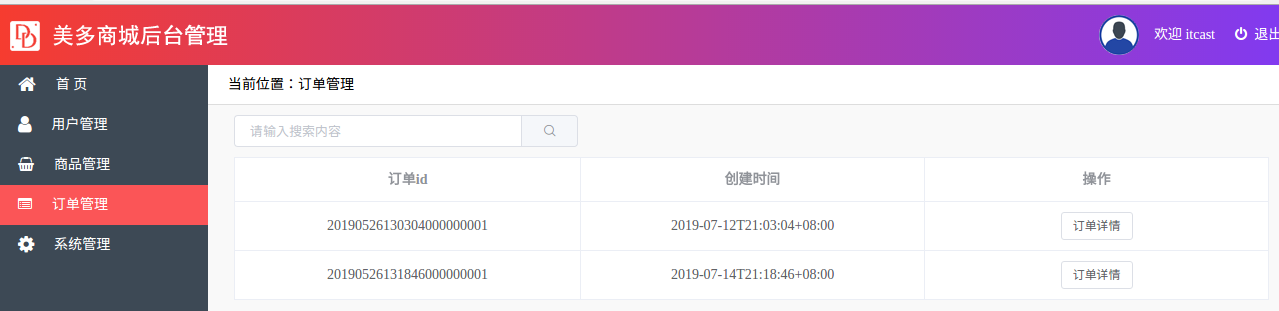 美多商城后台管理
欢迎 itcast 退出
首 页
用户管理
商品管理
订单管理
系统管理
当前位置：订单管理
请输入搜索内容
订单id 创建时间 操作
20190526130304000000001 2019-07-12T21:03:04+08:00 订单详情
20190526131846000000001 2019-07-14T21:18:46+08:00 订单详情